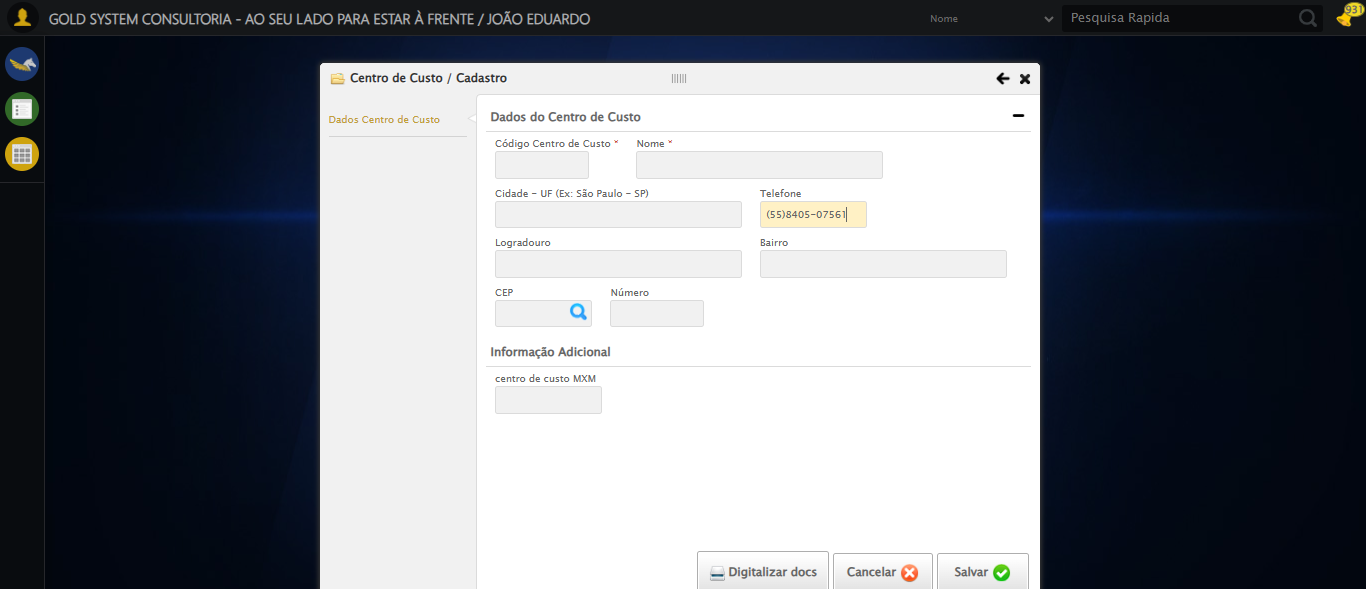 GOLD SYSTEM CONSULTORIA - AO SEU LADO PARA ESTAR À FRENTE / JOÃO EDUARDO
Nome
Pesquisa Rapida
931
Centro de Custo / Cadastro
Dados Centro de Custo
Dados do Centro de Custo
Código Centro de Custo * Nome *
Cidade - UF (Ex: São Paulo - SP) Telefone
(55)8405-07561
Logradouro Bairro
CEP Número
Informação Adicional
centro de custo MXM
Digitalizar docs Cancelar Salvar